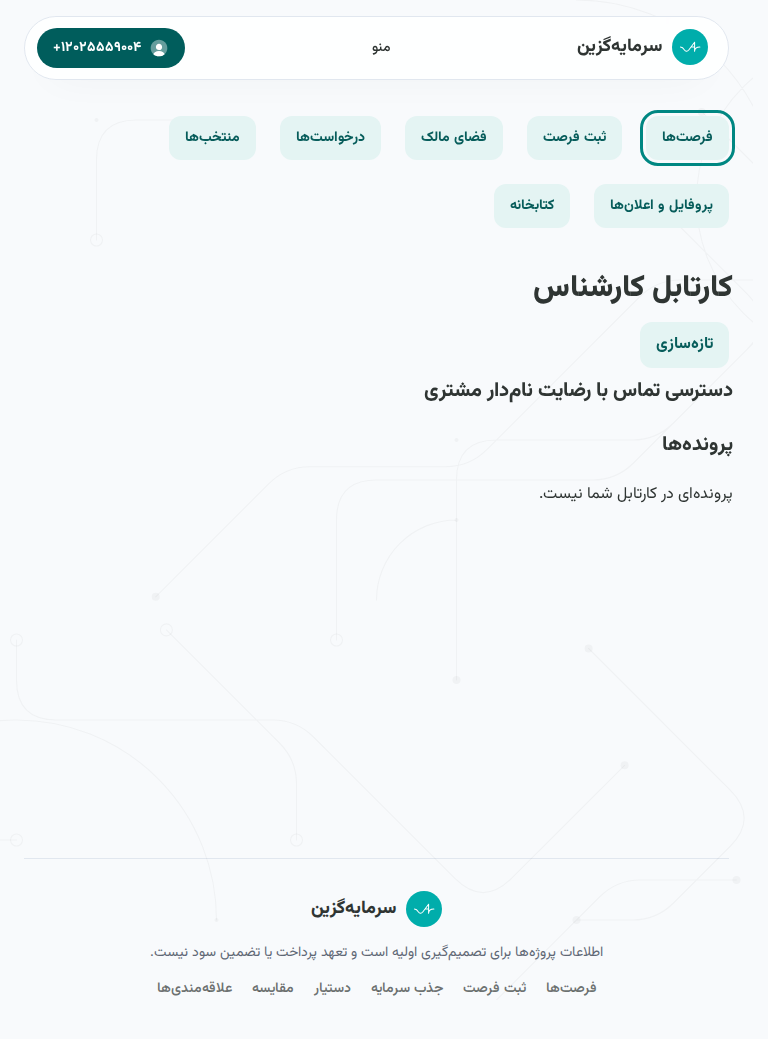 سرمایه‌گزین
منو
+۱۲۰۲۵۵۵۹۰۰۴
فرصت‌ها
ثبت فرصت
فضای مالک
درخواست‌ها
منتخب‌ها
پروفایل و اعلان‌ها
کتابخانه
کارتابل کارشناس
تازه‌سازی
دسترسی تماس با رضایت نام‌دار مشتری
پرونده‌ها
پرونده‌ای در کارتابل شما نیست.
سرمایه‌گزین
اطلاعات پروژه‌ها برای تصمیم‌گیری اولیه است و تعهد پرداخت یا تضمین سود نیست.
فرصت‌ها
ثبت فرصت
جذب سرمایه
دستیار
مقایسه
علاقه‌مندی‌ها